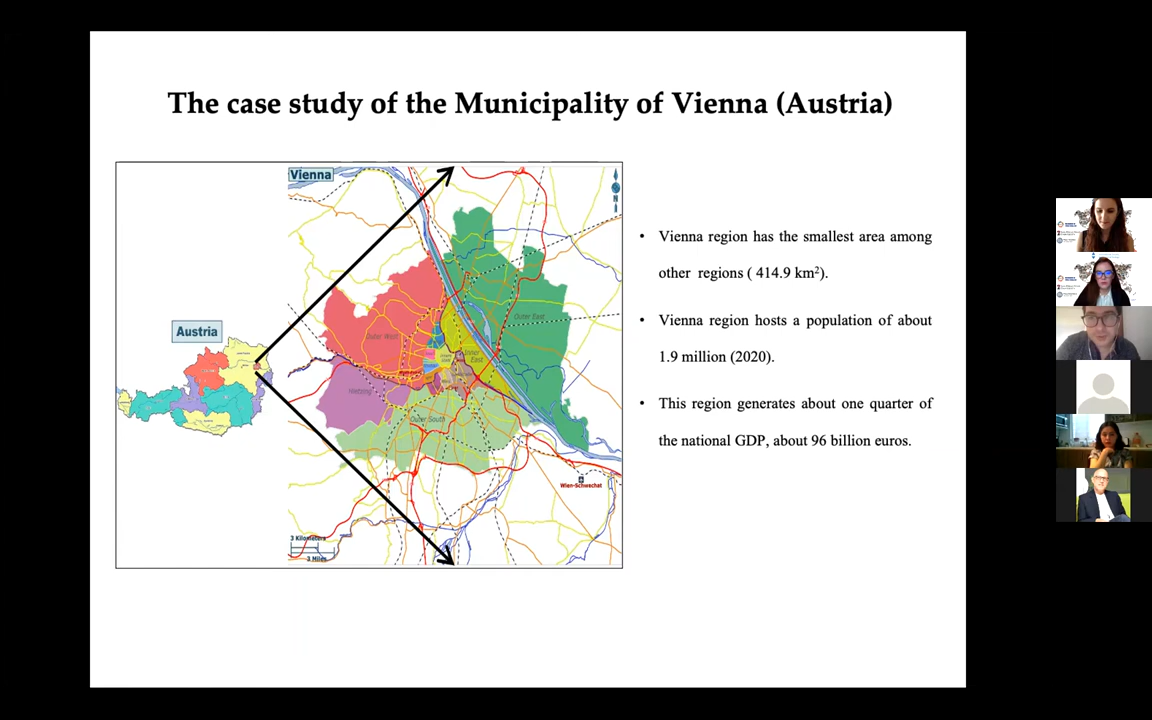 The case study of the Municipality of Vienna (Austria)
Vienna
N
Outer East
Outer West
Inner East
Austria
Hietzing
Outer South
Wien-Schwechat
3 Kilometers
3 Miles
• Vienna region has the smallest area among
other regions ( 414.9 km²).
• Vienna region hosts a population of about
1.9 million (2020).
• This region generates about one quarter of
the national GDP, about 96 billion euros.